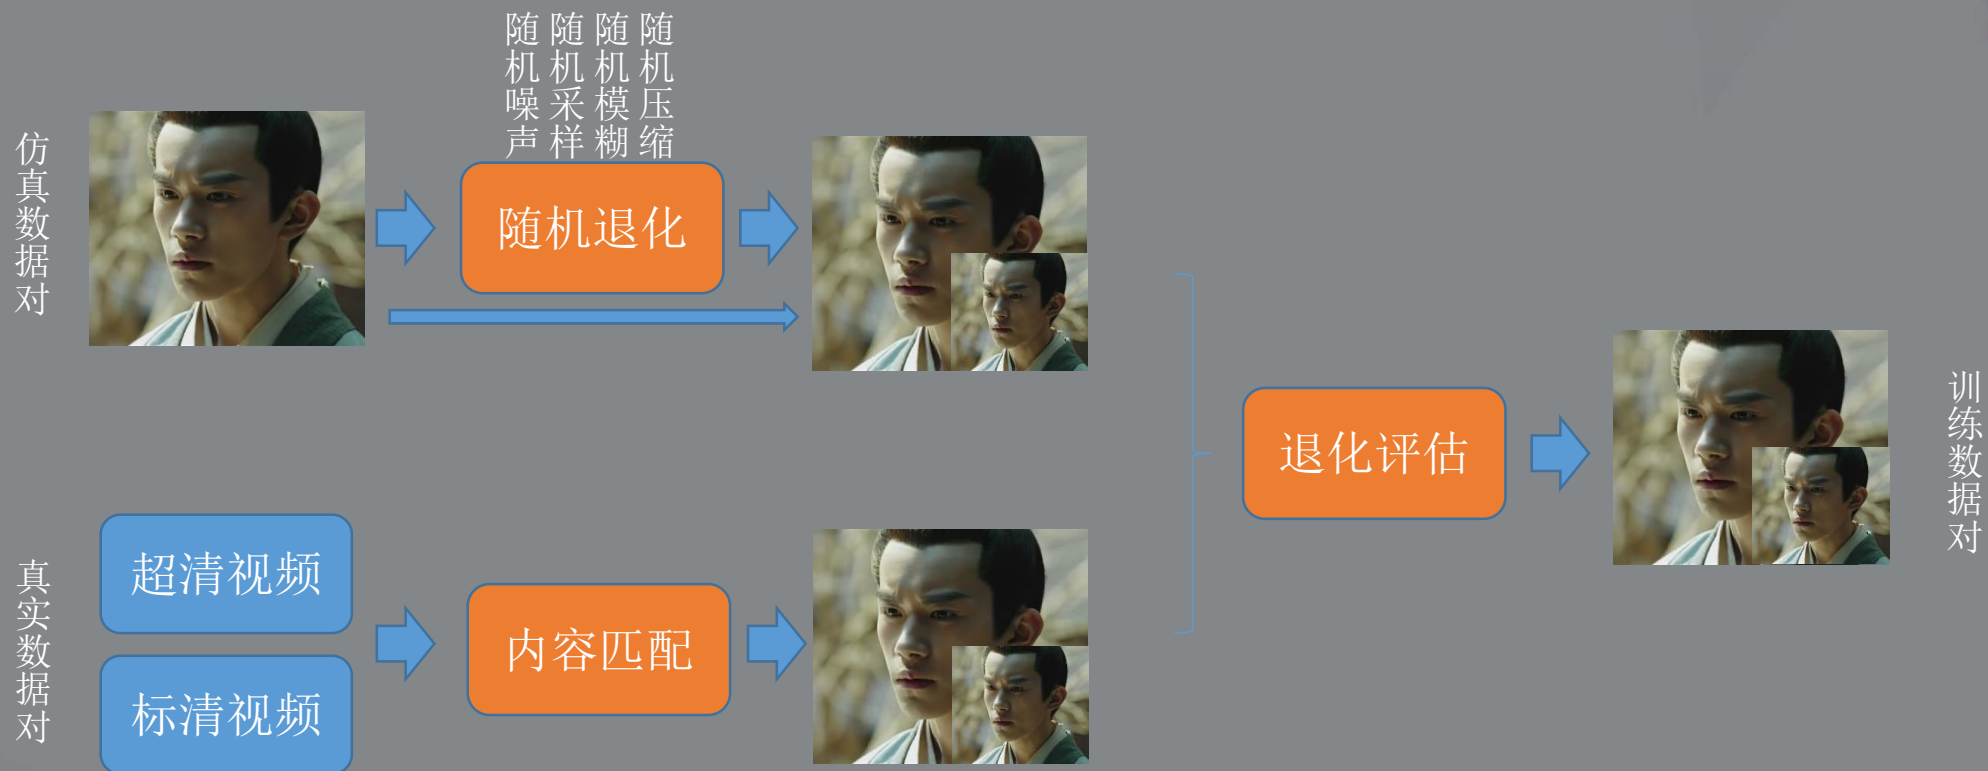 随机噪声
随机采样
随机模糊
随机压缩
仿真数据对
随机退化
退化评估
训练数据对
真实数据对
超清视频
标清视频
内容匹配